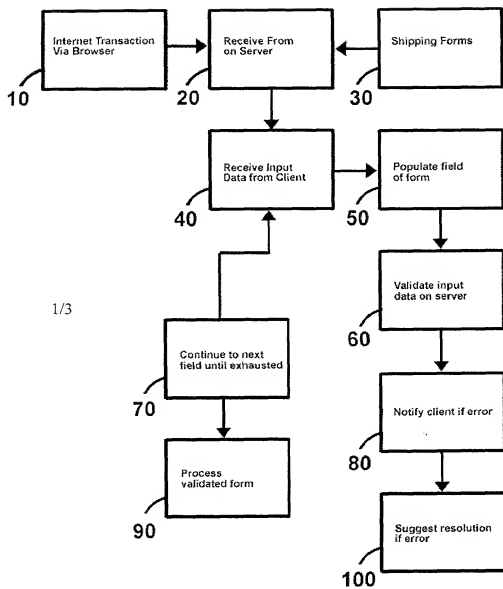 Internet Transaction
Via Browser
10
Receive From
on Server
20
Shipping Forms
30
Receive Input
Data from Client
40
Populate field
of form
50
Validate input
data on server
60
1/3
Continue to next
field until exhausted
70
Notify client if error
80
Process
validated form
90
Suggest resolution
if error
100